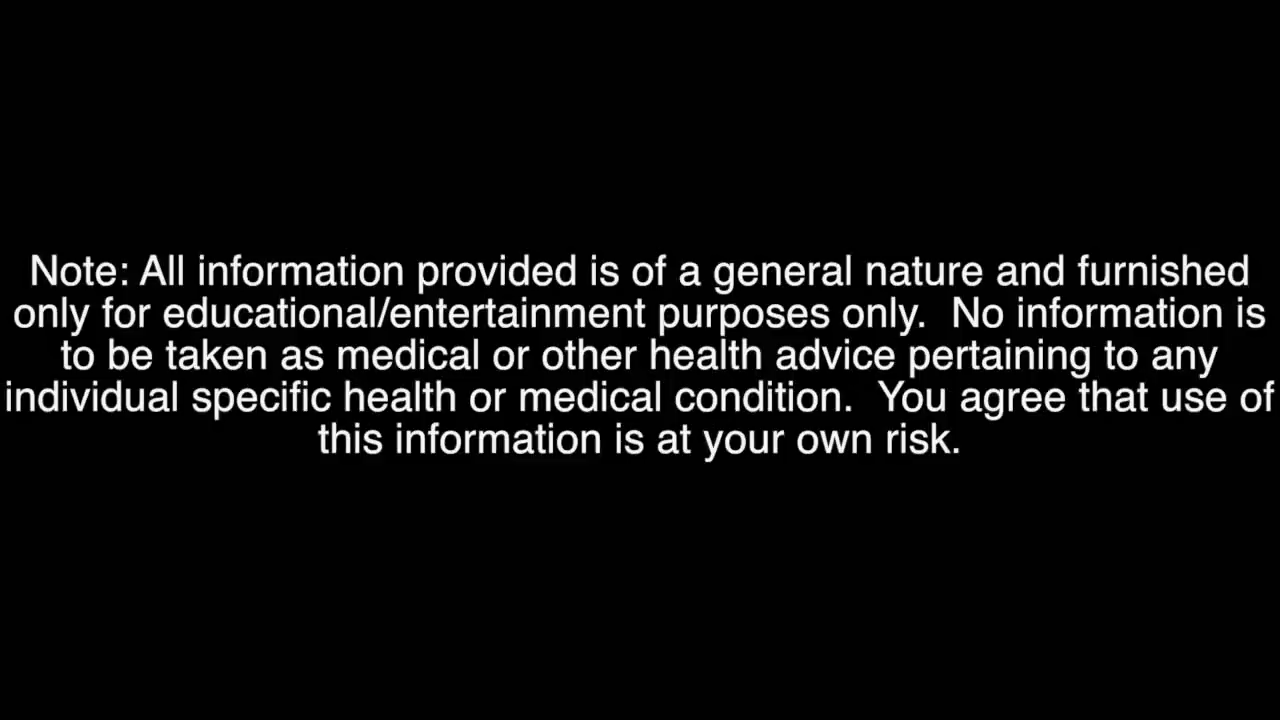 Note: All information provided is of a general nature and furnished
only for educational/entertainment purposes only.  No information is
to be taken as medical or other health advice pertaining to any
individual specific health or medical condition.  You agree that use of
this information is at your own risk.